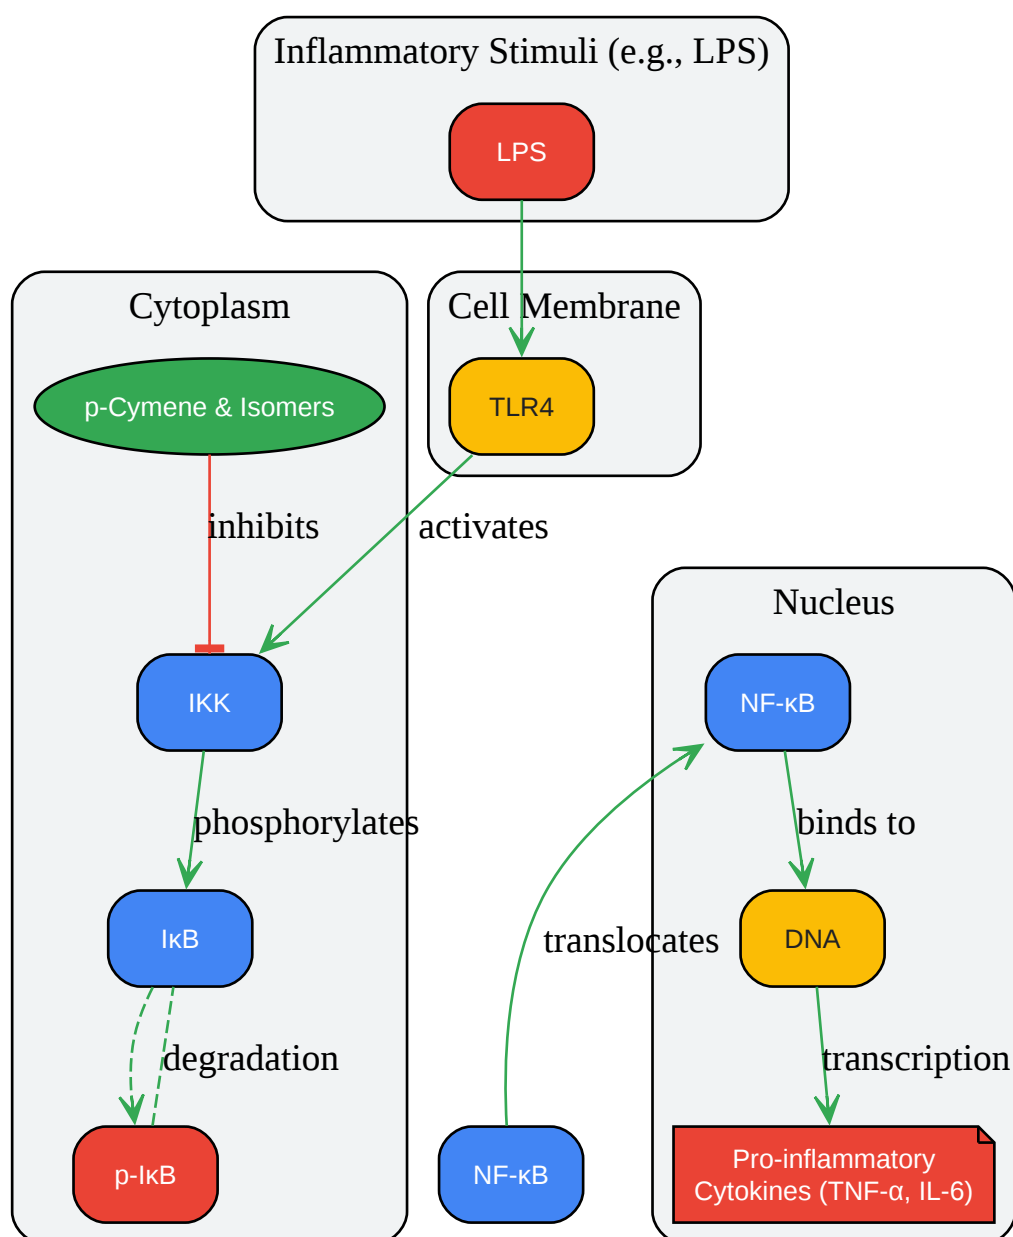 Inflammatory Stimuli (e.g., LPS)
LPS
Cytoplasm
Cell Membrane
p-Cymene & Isomers
TLR4
inhibits
activates
Nucleus
IKK
NF-κB
phosphorylates
binds to
IκB
translocates
DNA
degradation
transcription
p-IκB
NF-κB
Pro-inflammatory
Cytokines (TNF-α, IL-6)